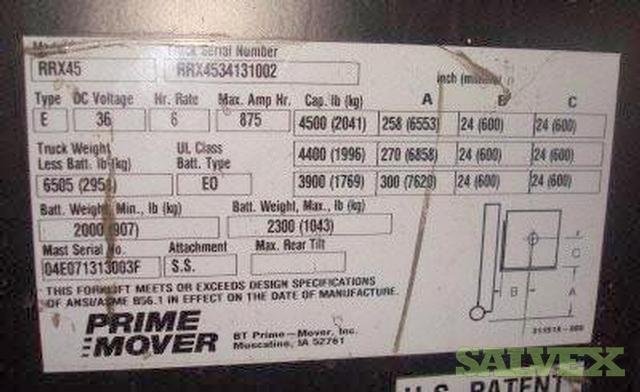 Model Truck Serial Number
RRX45 RRX4534131002
inch
Type DC Voltage Hr. Rate Max. Amp Hr. Cap. lb (kg) A B C
E 36 6 875 4500 (2041) 258 (6553) 24 (600) 24 (600)
Truck Weight UL Class 4400 (1996) 270 (6858) 24 (600) 24 (600)
Less Batt. lb (kg) Batt. Type
6505 (2951) EO 3900 (1769) 300 (7620) 24 (600) 24 (600)
Batt. Weight, Min., lb (kg) Batt. Weight, Max., lb (kg)
2000 (907) 2300 (1043)
Mast Serial No. Attachment Max. Rear Tilt
04E071313003F S.S.
THIS FORKLIFT MEETS OR EXCEEDS DESIGN SPECIFICATIONS
OF ANSI/ASME B56.1 IN EFFECT ON THE DATE OF MANUFACTURE.
C
B A
PRIME
MOVER
BT Prime-Mover, Inc.
Muscatine, IA 52761
SALVEX
U.S. PATENT